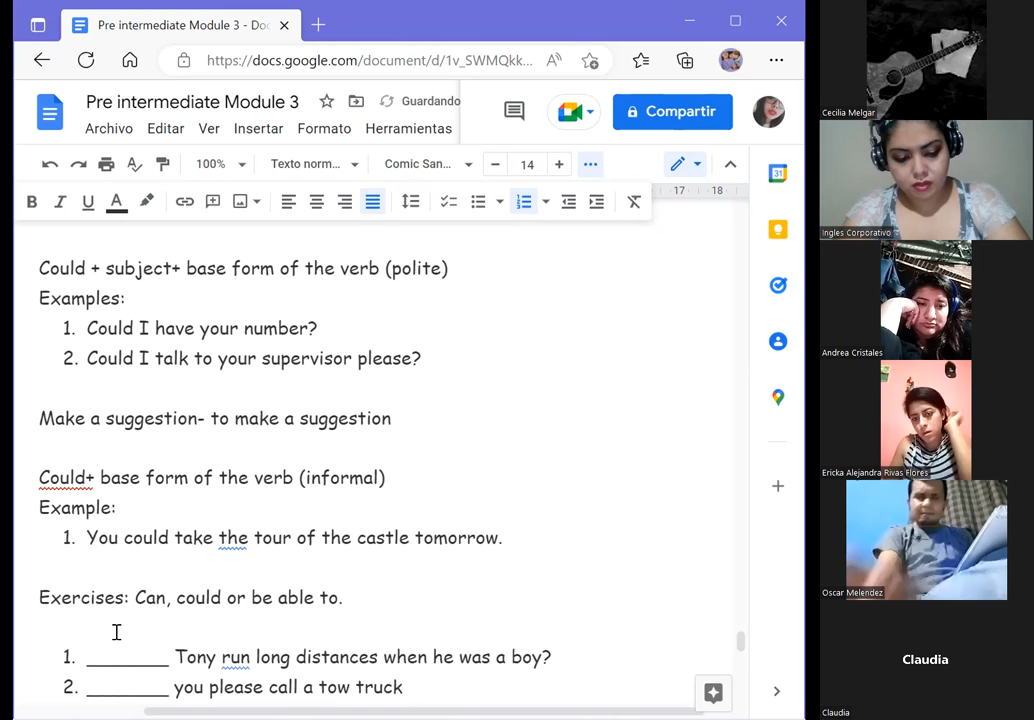 Pre intermediate Module 3 - Doc
https://docs.google.com/document/d/1v_SWMQkk...
Pre intermediate Module 3
Guardando
Compartir
Archivo Editar Ver Insertar Formato Herramientas
100% Texto norm... Comic San... 14
17 18
Could + subject+ base form of the verb (polite)
Examples:
1. Could I have your number?
2. Could I talk to your supervisor please?
Make a suggestion- to make a suggestion
Could+ base form of the verb (informal)
Example:
1. You could take the tour of the castle tomorrow.
Exercises: Can, could or be able to.
1. ________ Tony run long distances when he was a boy?
2. ________ you please call a tow truck
Cecilia Melgar
Ingles Corporativo
Andrea Cristales
Ericka Alejandra Rivas Flores
Oscar Melendez
Claudia
Claudia